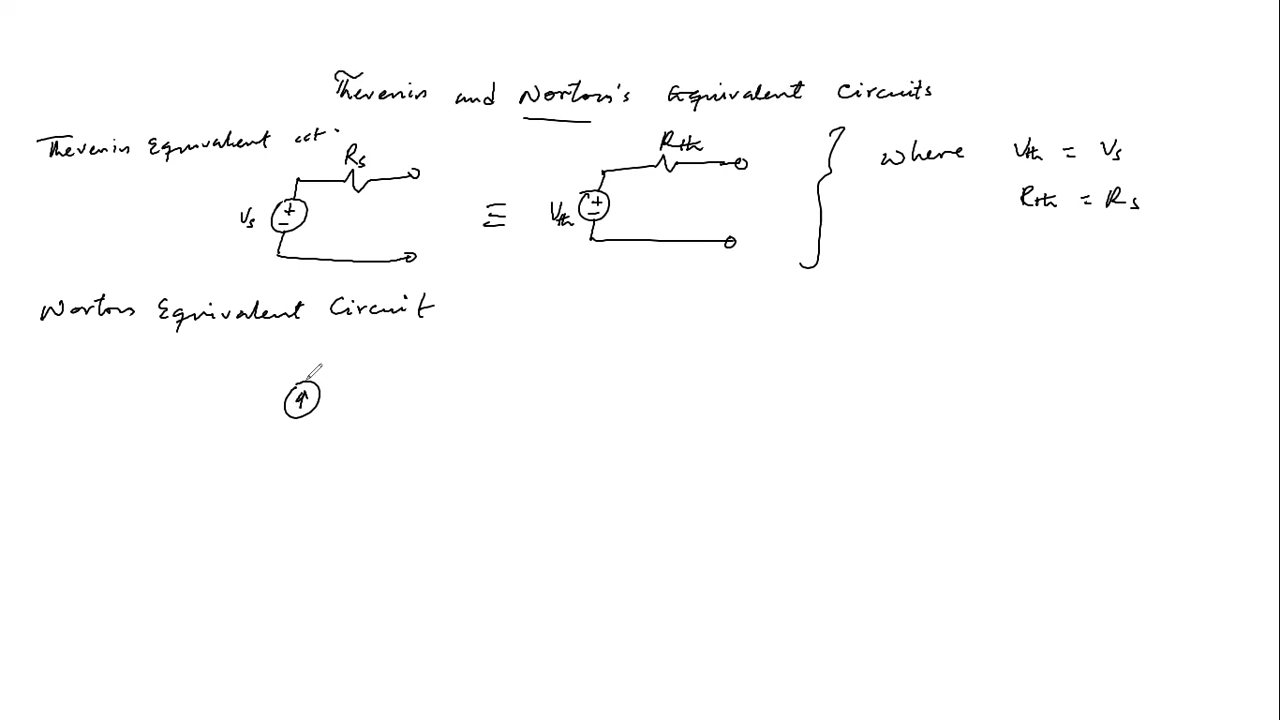 Thevenin and Norton's Equivalent Circuits
Thevenin Equivalent cct.
Rs
Vs
+
-
≡
Rth
Vth
+
-
where Vth = Vs
Rth = Rs
Norton Equivalent Circuit